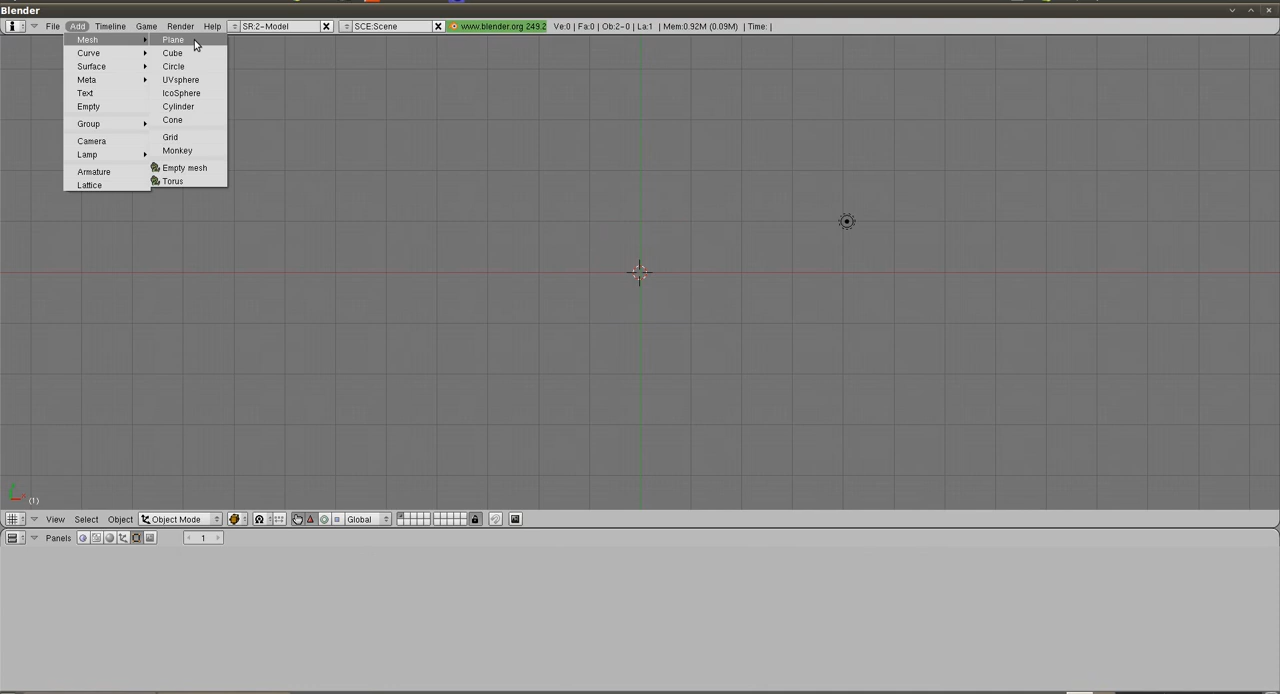 Blender
File Add Timeline Game Render Help SR:2-Model SCE:Scene www.blender.org 249.2 Ve:0 | Fa:0 | Ob:2-0 | La:1 | Mem:0.92M (0.09M) | Time: |
Mesh Plane
Curve Cube
Surface Circle
Meta UVsphere
Text IcoSphere
Empty Cylinder
Cone
Group
Grid
Camera
Monkey
Lamp
Empty mesh
Armature
Torus
Lattice
(1)
View Select Object Object Mode Global
Panels 1